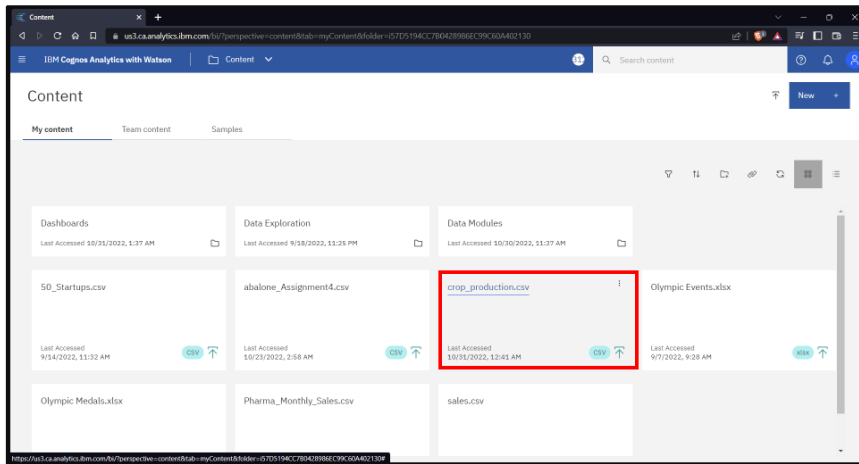 Content
us3.ca.analytics.ibm.com/bi/?perspective=content&tab=myContent&folder=i57D5194CC7B0428986EC99C60A402130
IBM Cognos Analytics with Watson
Content
Search content
Content
New +
My content Team content Samples
Dashboards
Last Accessed 10/31/2022, 1:37 AM
Data Exploration
Last Accessed 9/18/2022, 11:25 PM
Data Modules
Last Accessed 10/30/2022, 11:37 AM
50_Startups.csv
Last Accessed
9/14/2022, 11:32 AM
CSV
abalone_Assignment4.csv
Last Accessed
10/23/2022, 2:58 AM
CSV
crop_production.csv
Last Accessed
10/31/2022, 12:41 AM
CSV
Olympic Events.xlsx
Last Accessed
9/7/2022, 9:28 AM
xlsx
Olympic Medals.xlsx
Pharma_Monthly_Sales.csv
sales.csv
https://us3.ca.analytics.ibm.com/bi/?perspective=content&tab=myContent&folder=i57D5194CC7B0428986EC99C60A402130#